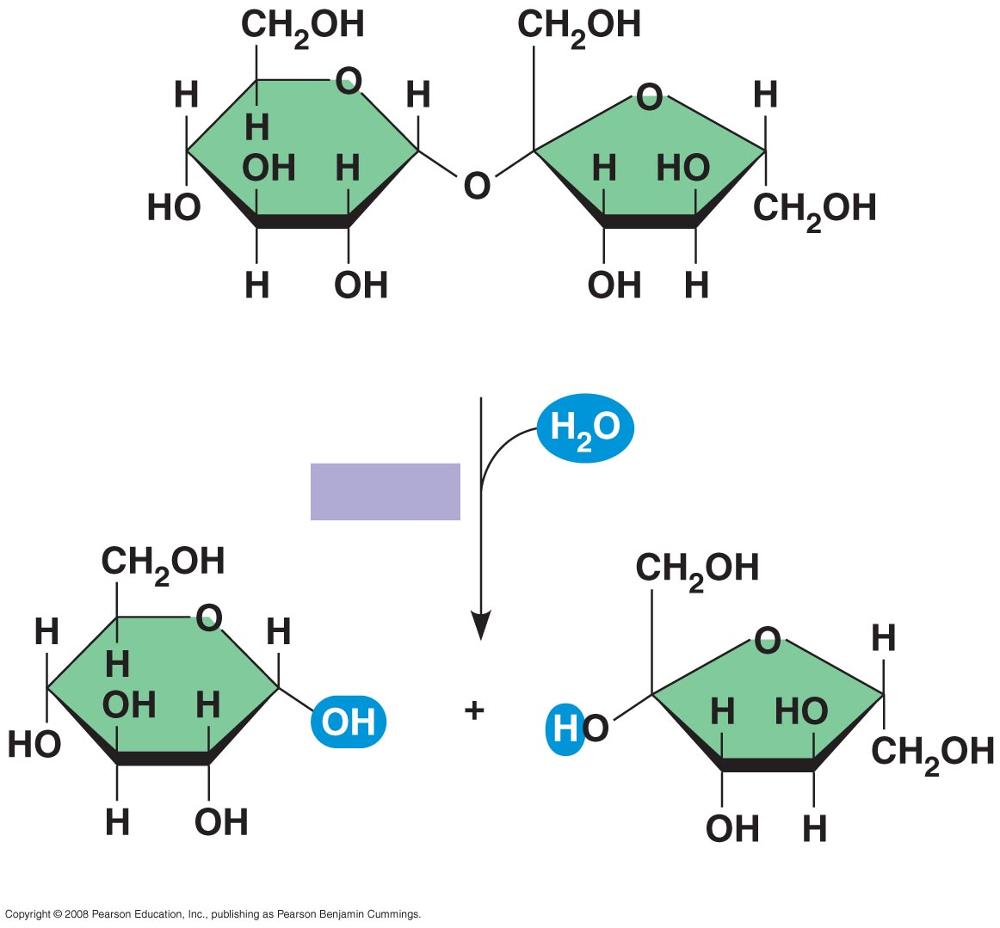 CH₂OH CH₂OH
H O H O H
H
OH H H HO
HO O CH₂OH
H OH OH H
H₂O
CH₂OH CH₂OH
H O H O H
H
OH H OH + HO H HO
HO CH₂OH
H OH OH H
Copyright © 2008 Pearson Education, Inc., publishing as Pearson Benjamin Cummings.